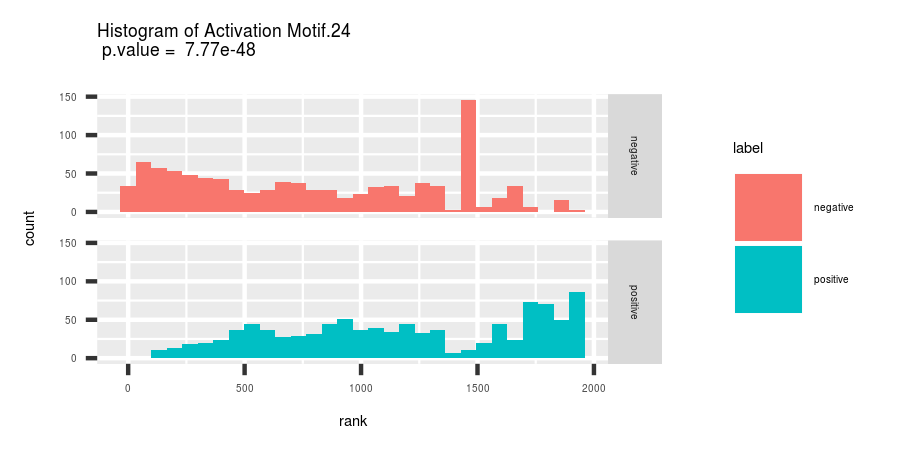 Histogram of Activation Motif.24
p.value = 7.77e-48
150
100
50
0
negative
150
100
50
0
positive
0 500 1000 1500 2000
rank
count
label
negative
positive